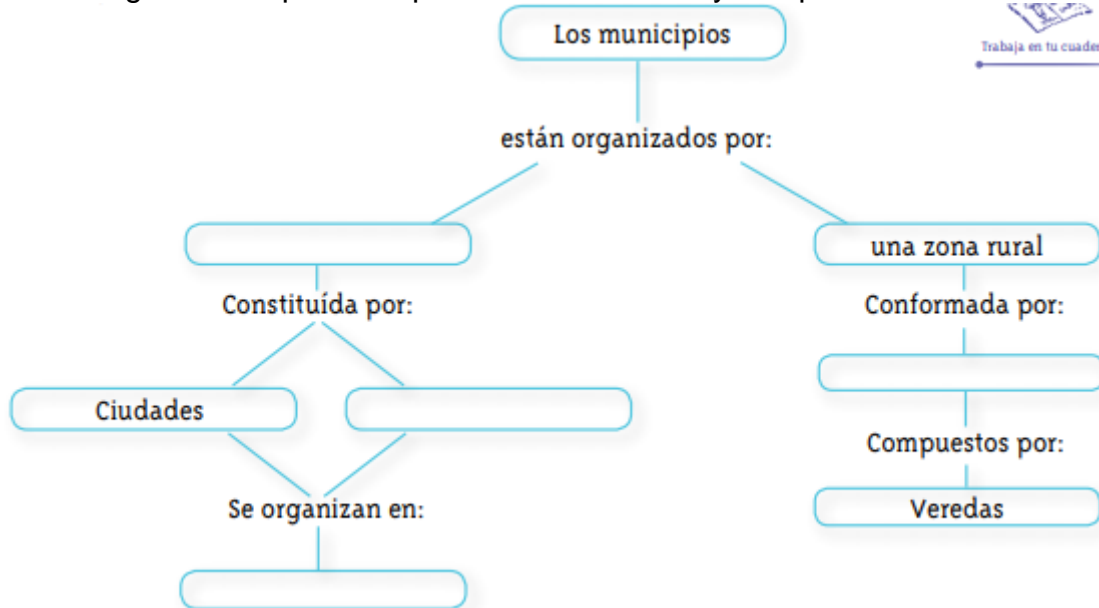 Los municipios
Trabaja en tu
están organizados por:
una zona rural
Constituída por:
Conformada por:
Ciudades
Compuestos por:
Se organizan en:
Veredas